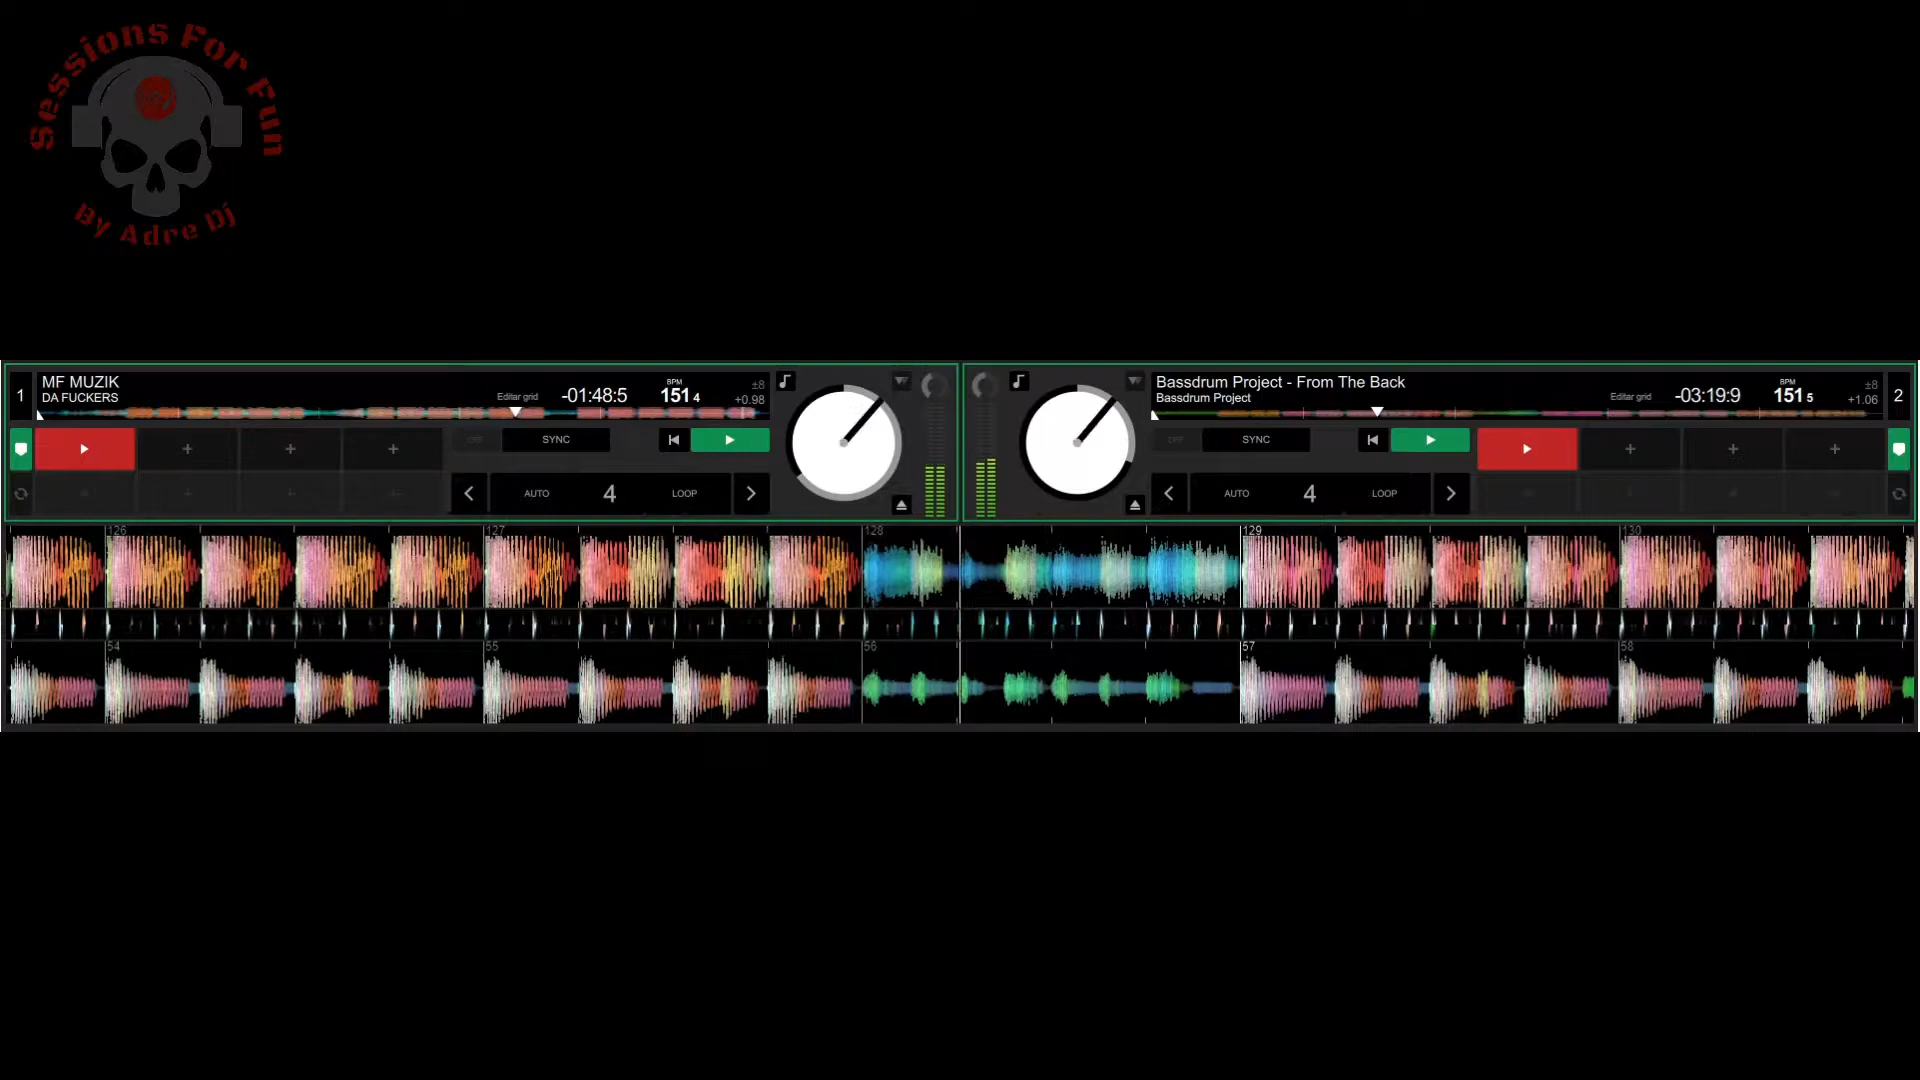 Sessions For Fun
By Adre Dj
1
MF MUZIK
DA FUCKERS
Editar grid
-01:48:5
BPM
151 4
±8
+0.98
OFF
SYNC
AUTO
4
LOOP
Bassdrum Project - From The Back
Bassdrum Project
Editar grid
-03:19:9
BPM
151 5
±8
+1.06
2
OFF
SYNC
AUTO
4
LOOP
126 127 128 129 130
54 55 56 57 58